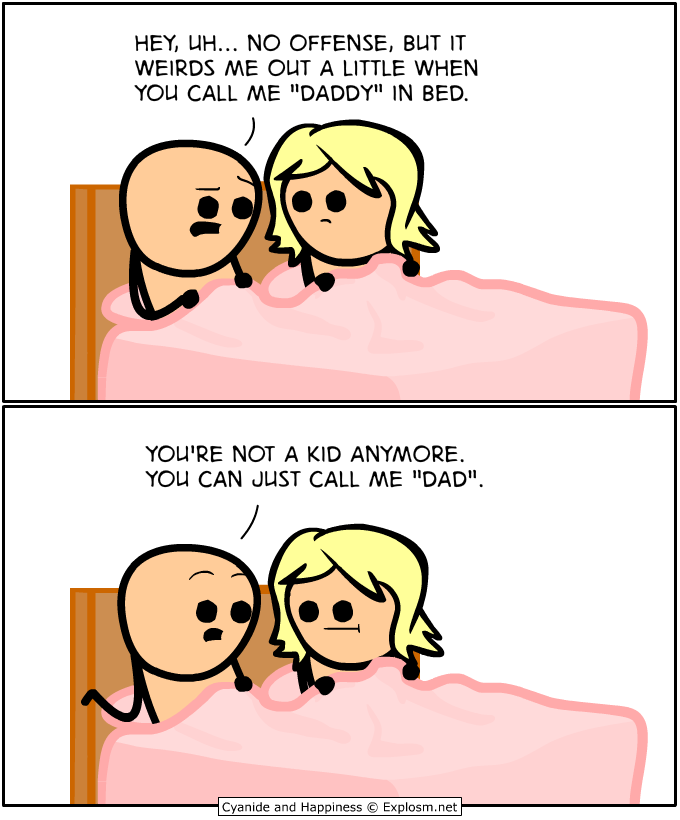 HEY, UH... NO OFFENSE, BUT IT
WEIRDS ME OUT A LITTLE WHEN
YOU CALL ME "DADDY" IN BED.
YOU'RE NOT A KID ANYMORE.
YOU CAN JUST CALL ME "DAD".
Cyanide and Happiness © Explosm.net